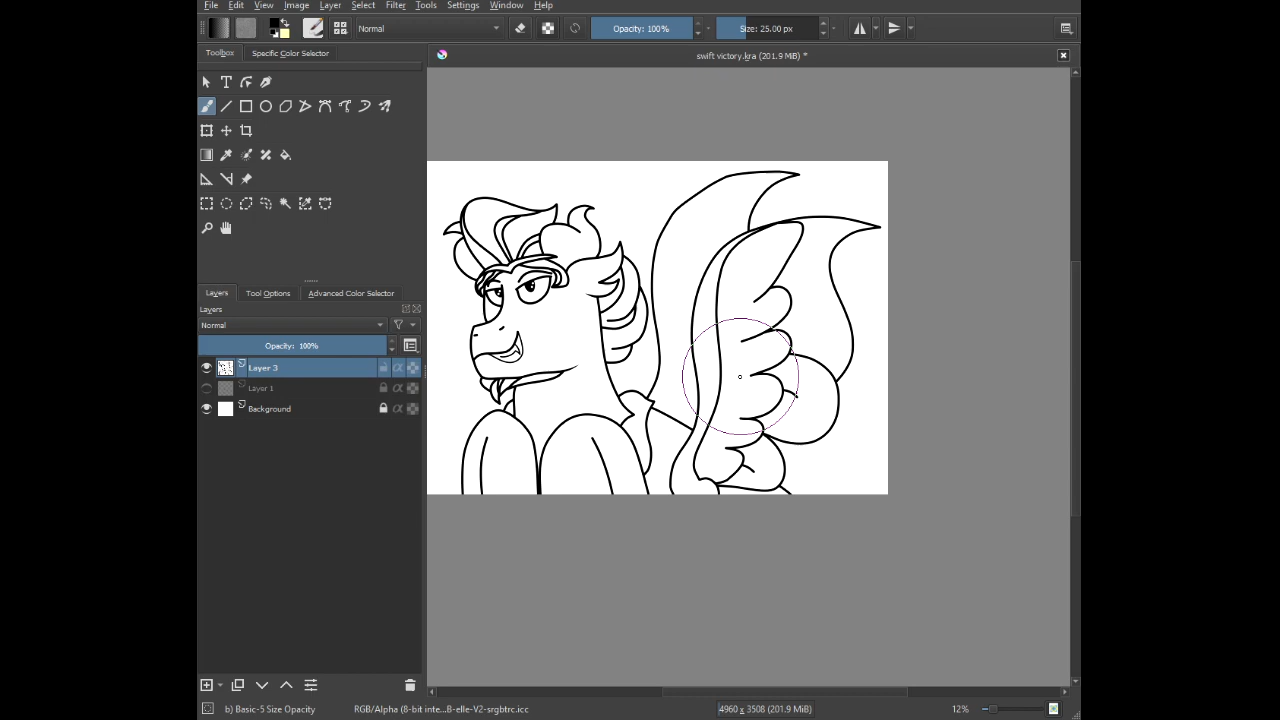 File Edit View Image Layer Select Filter Tools Settings Window Help
Normal Opacity: 100% Size: 25.00 px
Toolbox Specific Color Selector
swift victory.kra (201.9 MiB) *
Layers Tool Options Advanced Color Selector
Layers
Normal
Opacity: 100%
Layer 3
Layer 1
Background
b) Basic-5 Size Opacity RGB/Alpha (8-bit inte...B-elle-V2-srgbtrc.icc 4960 x 3508 (201.9 MiB) 12%